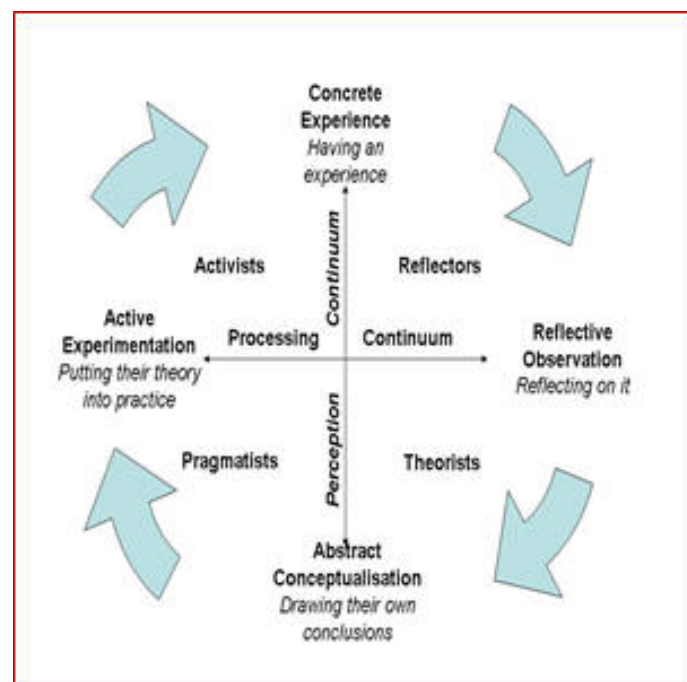 Concrete
Experience
Having an
experience
Continuum
Activists
Reflectors
Active
Experimentation
Putting their theory
into practice
Processing
Continuum
Reflective
Observation
Reflecting on it
Perception
Pragmatists
Theorists
Abstract
Conceptualisation
Drawing their own
conclusions